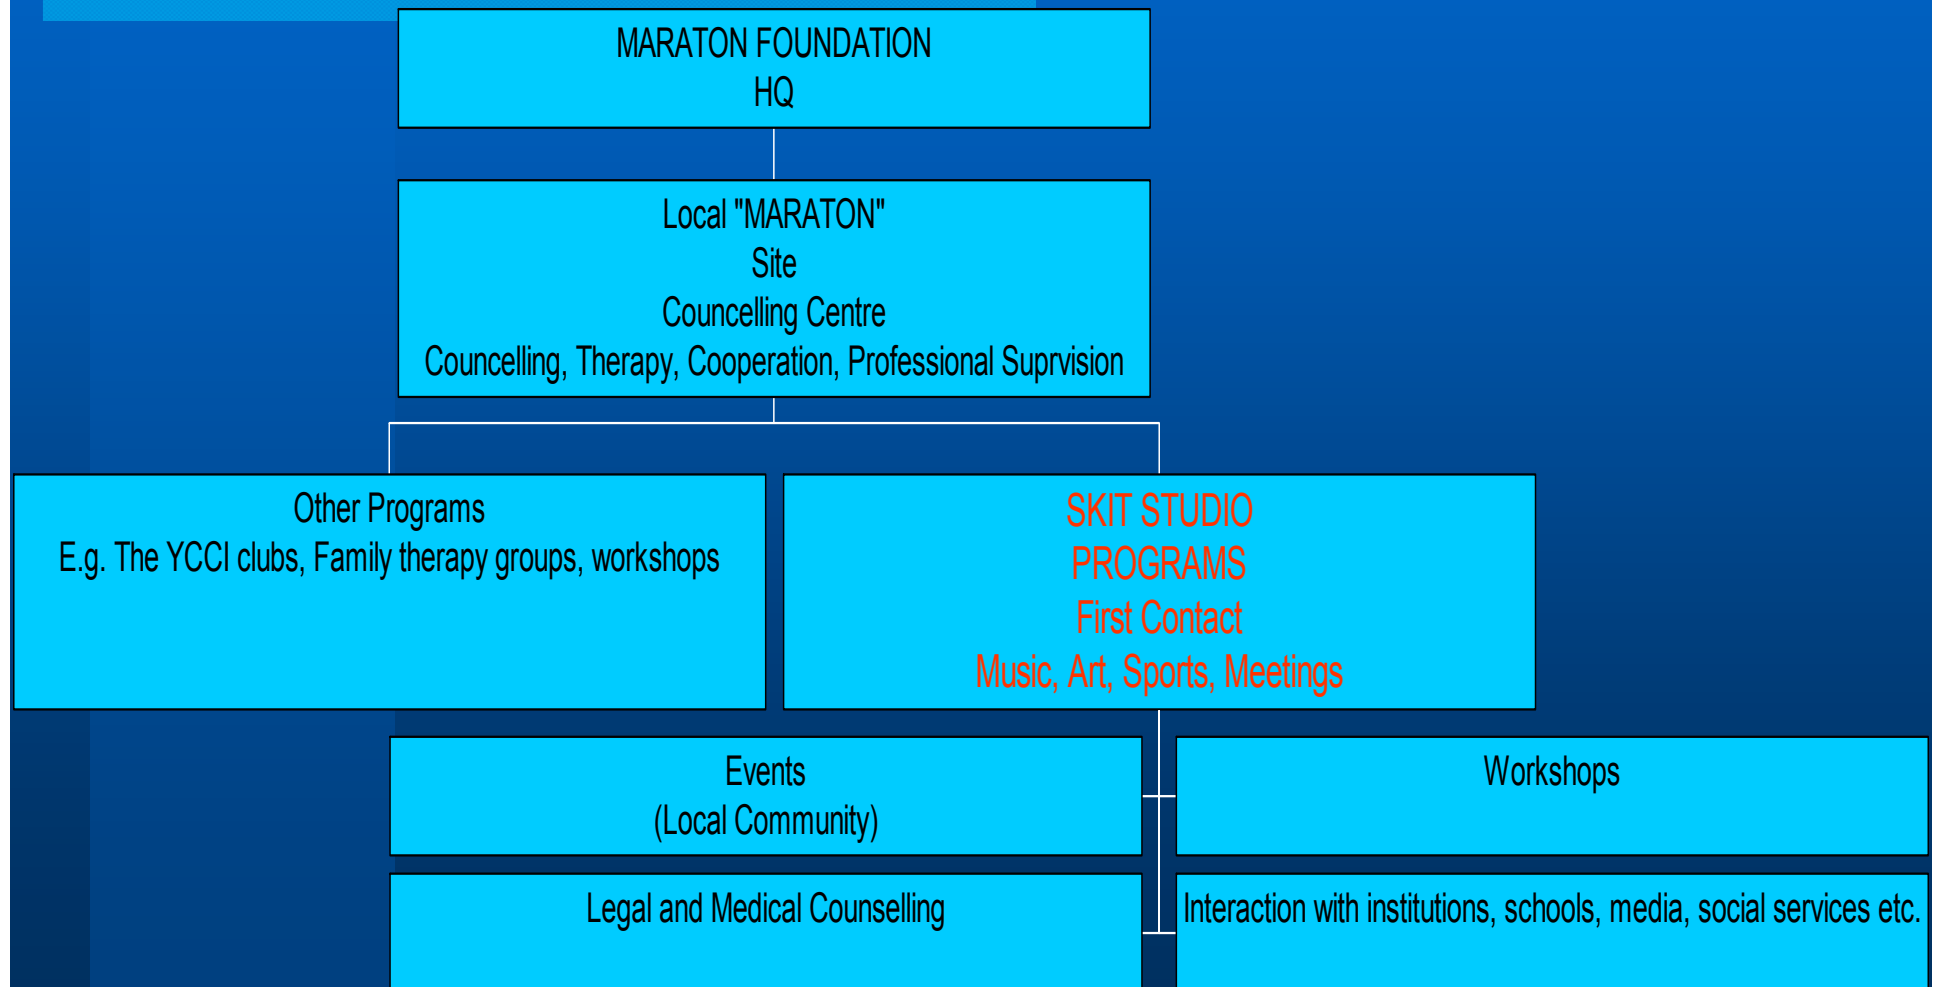 MARATON FOUNDATION
HQ
Local "MARATON"
Site
Councelling Centre
Councelling, Therapy, Cooperation, Professional Suprvision
Other Programs
E.g. The YCCI clubs, Family therapy groups, workshops
SKIT STUDIO
PROGRAMS
First Contact
Music, Art, Sports, Meetings
Events
(Local Community)
Workshops
Legal and Medical Counselling
Interaction with institutions, schools, media, social services etc.